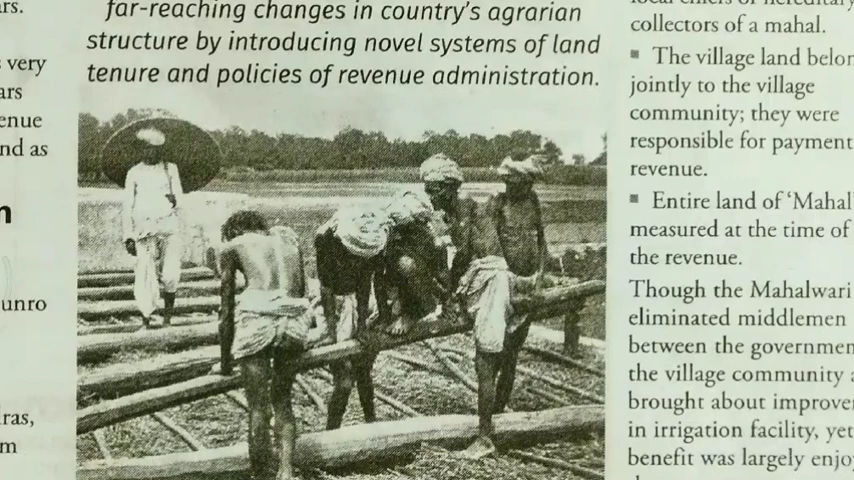 rs.
very
ars
enue
nd as
n
unro
ras,
m
far-reaching changes in country's agrarian
structure by introducing novel systems of land
tenure and policies of revenue administration.
collectors of a mahal.
▪ The village land belon
jointly to the village
community; they were
responsible for payment
revenue.
▪ Entire land of 'Mahal'
measured at the time of
the revenue.
Though the Mahalwari
eliminated middlemen
between the governmen
the village community a
brought about improve
in irrigation facility, yet
benefit was largely enjoy